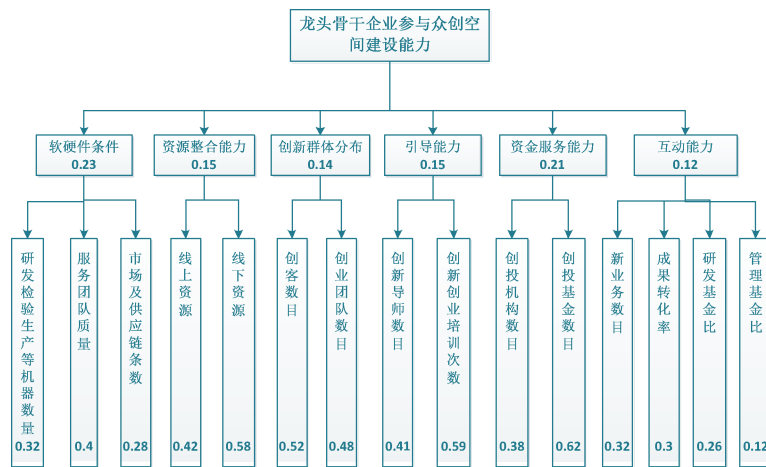 龙头骨干企业参与众创空
间建设能力
软硬件条件
0.23
资源整合能力
0.15
创新群体分布
0.14
引导能力
0.15
资金服务能力
0.21
互动能力
0.12
研发检验生产等机器数量
0.32
服务团队质量
0.4
市场及供应链条数
0.28
线上资源
0.42
线下资源
0.58
创客数目
0.52
创业团队数目
0.48
创新导师数目
0.41
创新创业培训次数
0.59
创投机构数目
0.38
创投基金数目
0.62
新业务数目
0.32
成果转化率
0.3
研发基金比
0.26
管理基金比
0.12